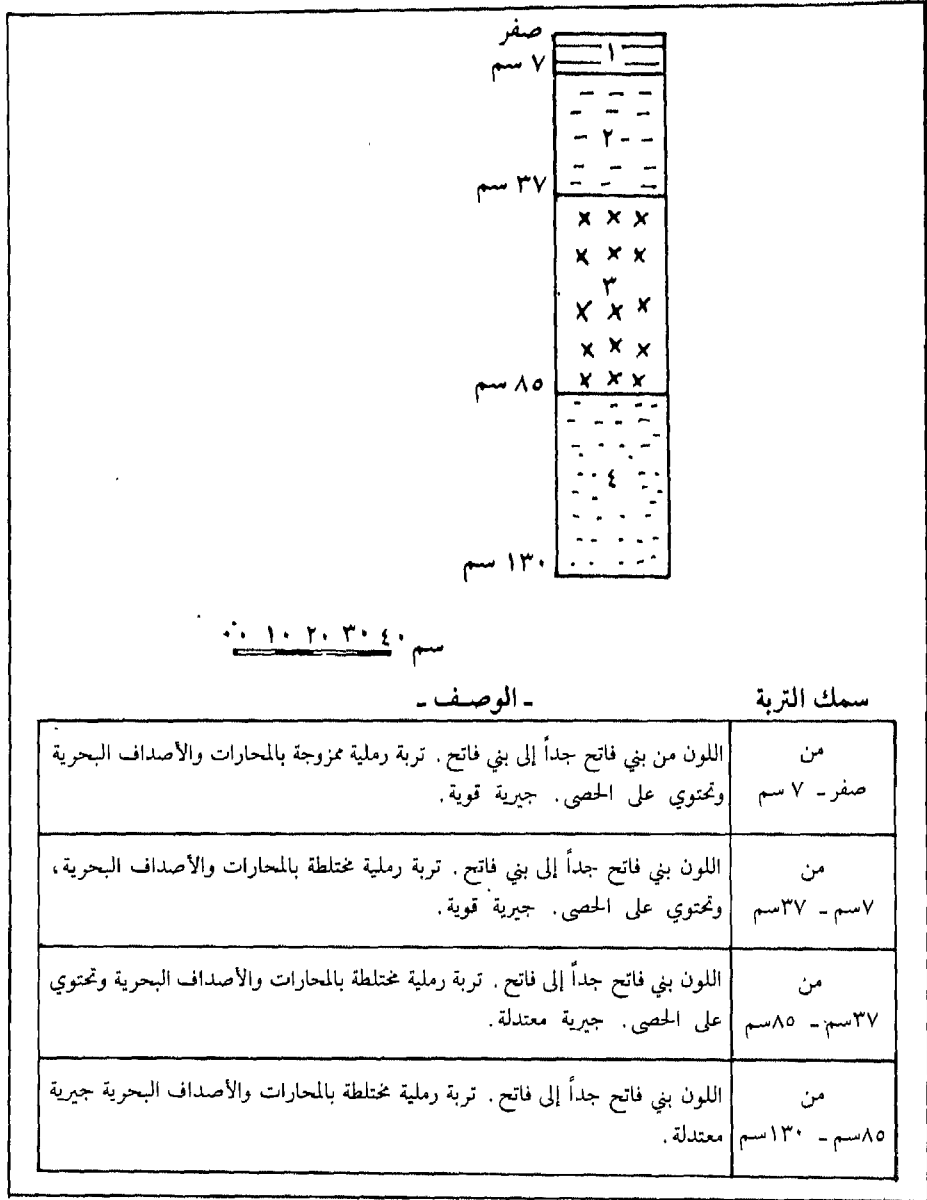 صفر
١
٧ سم
٢
٣٧ سم
٣
٨٥ سم
٤
١٣٠ سم
٠ ١٠ ٢٠ ٣٠ ٤٠ سم
سمك التربة
ـ الوصف ـ
من
صفر ـ ٧ سم
اللون من بني فاتح جداً إلى بني فاتح . تربة رملية ممزوجة بالمحارات والأصداف البحرية
وتحتوي على الحصى . جيرية قوية .
من
٧سم ـ ٣٧سم
اللون بني فاتح جداً إلى بني فاتح . تربة رملية مختلطة بالمحارات والأصداف البحرية ،
وتحتوي على الحصى . جيرية قوية .
من
٣٧سم ـ ٨٥سم
اللون بني فاتح جداً إلى فاتح . تربة رملية مختلطة بالمحارات والأصداف البحرية وتحتوي
على الحصى . جيرية معتدلة .
من
٨٥سم ـ ١٣٠سم
اللون بني فاتح جداً إلى فاتح . تربة رملية مختلطة بالمحارات والأصداف البحرية جيرية
معتدلة .